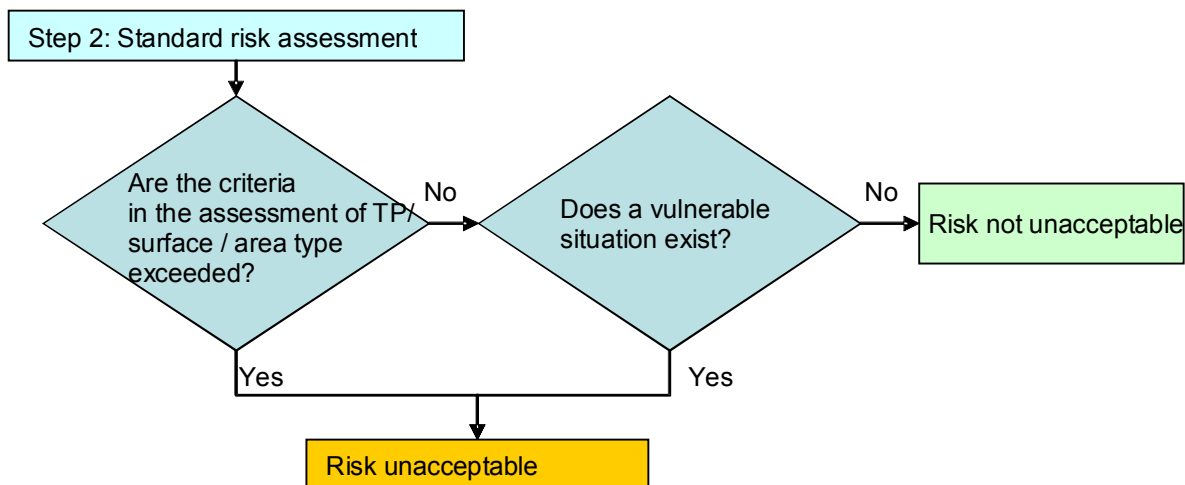 Step 2: Standard risk assessment
Are the criteria
in the assessment of TP/
surface / area type
exceeded?
No
Does a vulnerable
situation exist?
No
Risk not unacceptable
Yes
Yes
Risk unacceptable